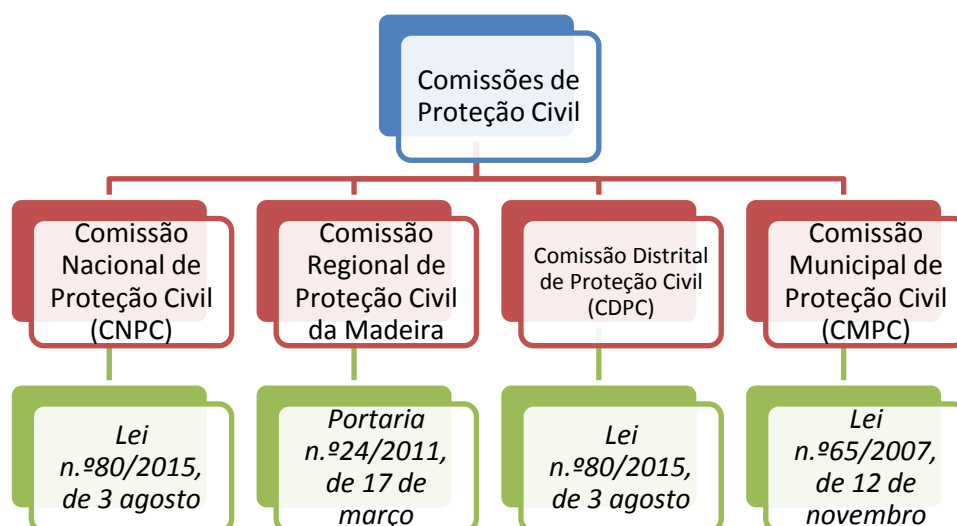 Comissões de
Proteção Civil
Comissão
Nacional de
Proteção Civil
(CNPC)
Comissão
Regional de
Proteção Civil
da Madeira
Comissão Distrital
de Proteção Civil
(CDPC)
Comissão
Municipal de
Proteção Civil
(CMPC)
Lei
n.º80/2015,
de 3 agosto
Portaria
n.º24/2011,
de 17 de
março
Lei
n.º80/2015,
de 3 agosto
Lei
n.º65/2007,
de 12 de
novembro